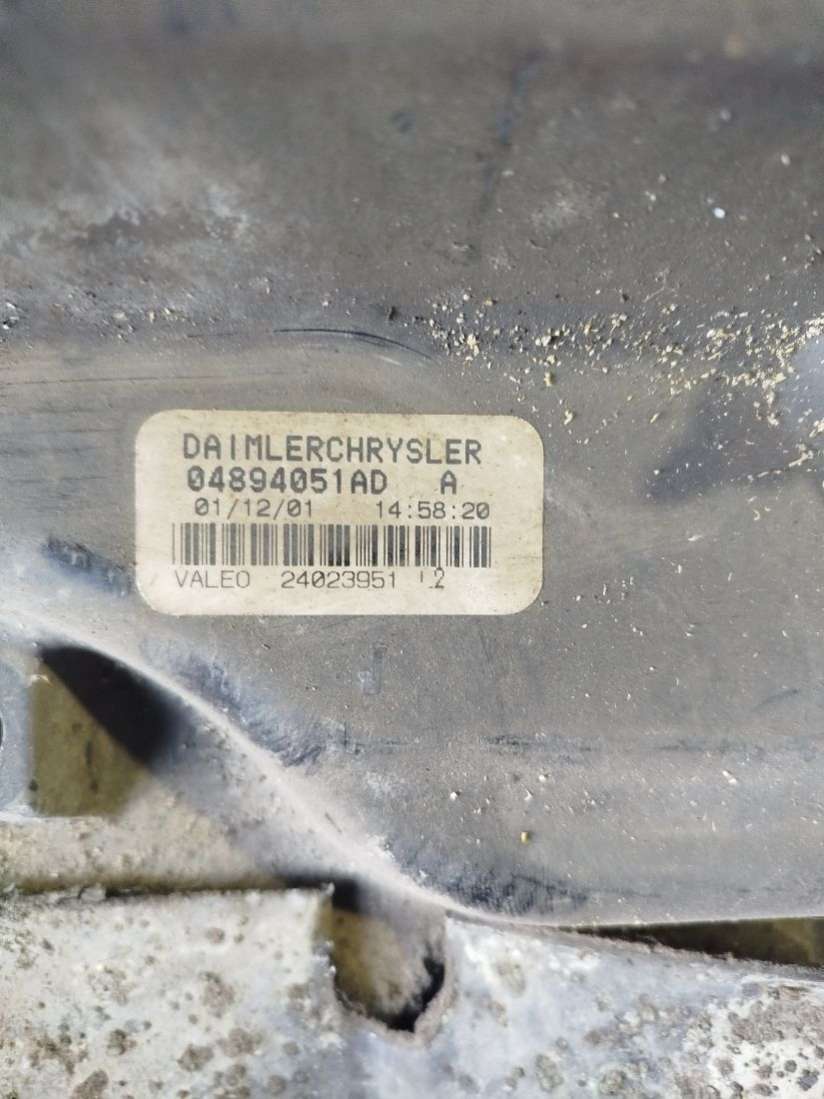 DAIMLERCHRYSLER
04894051AD A
01/12/01 14:58:20
VALEO 24023951